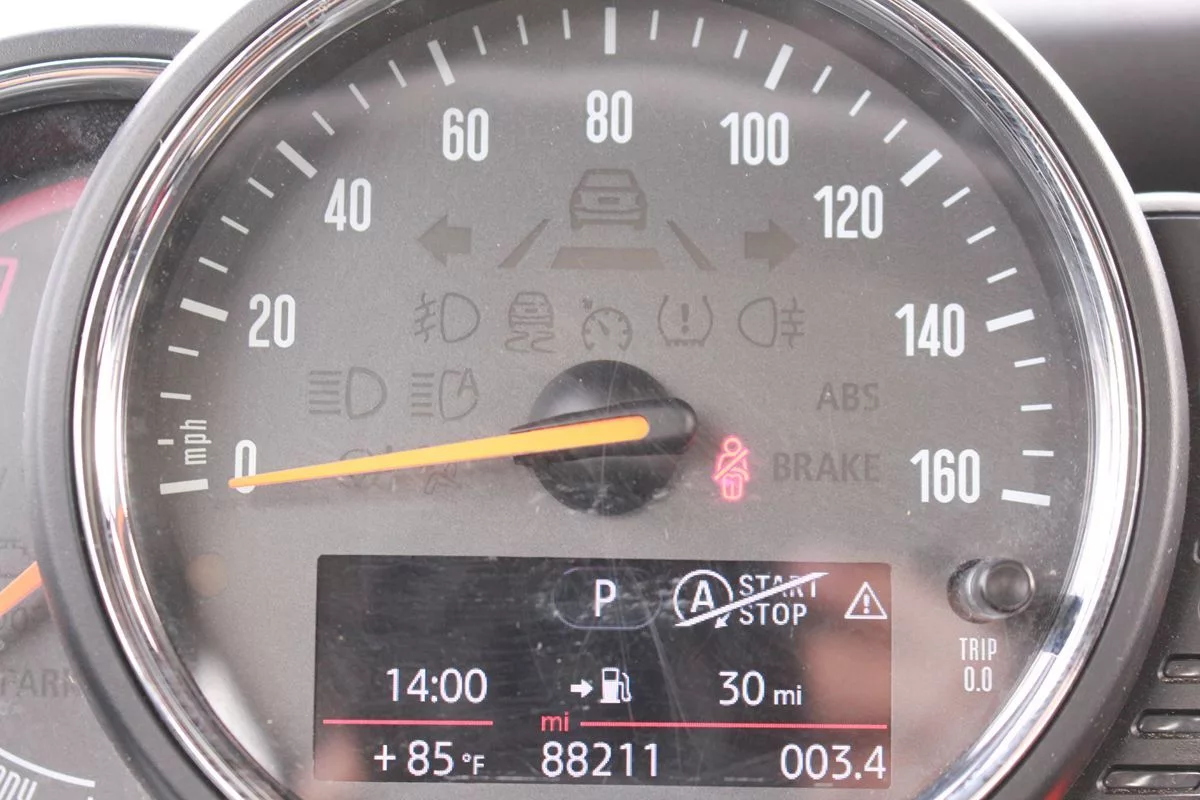 80
60
100
40
120
20
140
mph
0
160
ABS
BRAKE
P
A
START
STOP
TRIP
0.0
14:00
30 mi
mi
+85 °F
88211
003.4